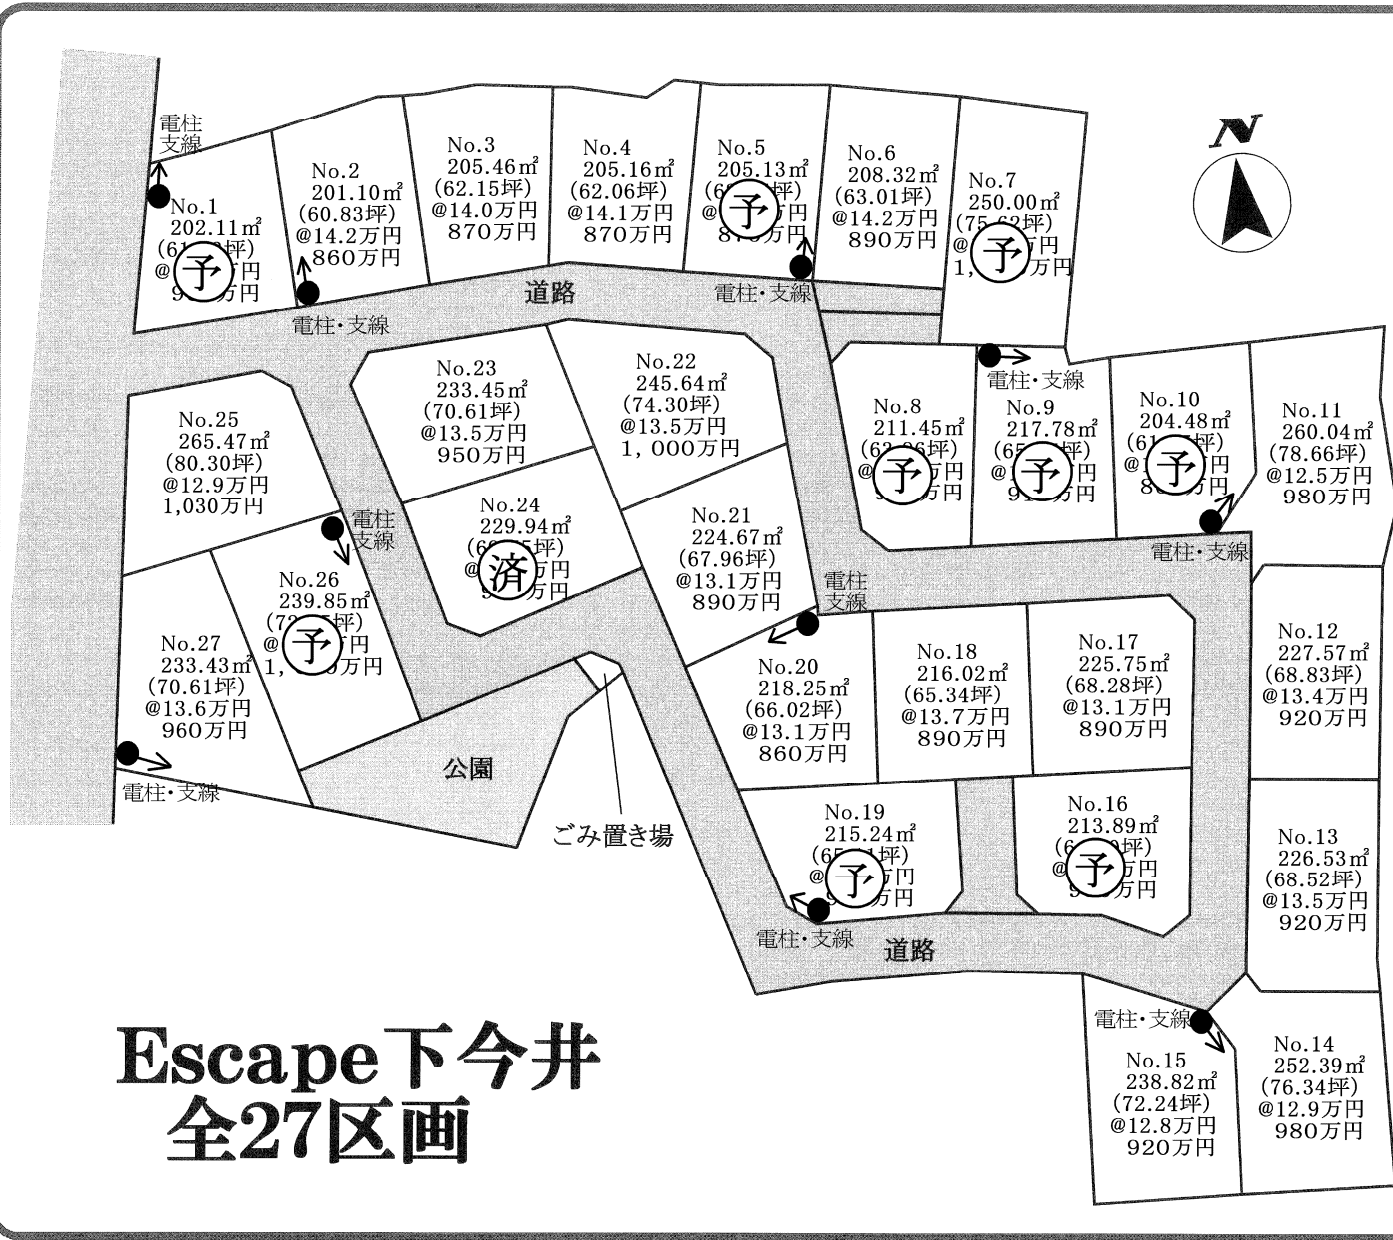 電柱
支線
No.1
202.11㎡
予
No.2
201.10㎡
(60.83坪)
@14.2万円
860万円
電柱・支線
No.3
205.46㎡
(62.15坪)
@14.0万円
870万円
No.4
205.16㎡
(62.06坪)
@14.1万円
870万円
No.5
205.13㎡
予
電柱・支線
No.6
208.32㎡
(63.01坪)
@14.2万円
890万円
No.7
250.00㎡
予
N
道路
No.8
211.45㎡
予
電柱・支線
No.9
217.78㎡
予
No.10
204.48㎡
予
電柱・支線
No.11
260.04㎡
(78.66坪)
@12.5万円
980万円
No.23
233.45㎡
(70.61坪)
@13.5万円
950万円
No.22
245.64㎡
(74.30坪)
@13.5万円
1,000万円
No.25
265.47㎡
(80.30坪)
@12.9万円
1,030万円
電柱
支線
No.24
229.94㎡
済
No.21
224.67㎡
(67.96坪)
@13.1万円
890万円
電柱
支線
No.26
239.85㎡
予
No.27
233.43㎡
(70.61坪)
@13.6万円
960万円
電柱・支線
公園
ごみ置き場
No.20
218.25㎡
(66.02坪)
@13.1万円
860万円
No.18
216.02㎡
(65.34坪)
@13.7万円
890万円
No.17
225.75㎡
(68.28坪)
@13.1万円
890万円
No.12
227.57㎡
(68.83坪)
@13.4万円
920万円
No.19
215.24㎡
予
電柱・支線
No.16
213.89㎡
予
No.13
226.53㎡
(68.52坪)
@13.5万円
920万円
道路
電柱・支線
No.15
238.82㎡
(72.24坪)
@12.8万円
920万円
No.14
252.39㎡
(76.34坪)
@12.9万円
980万円
Escape下今井
全27区画